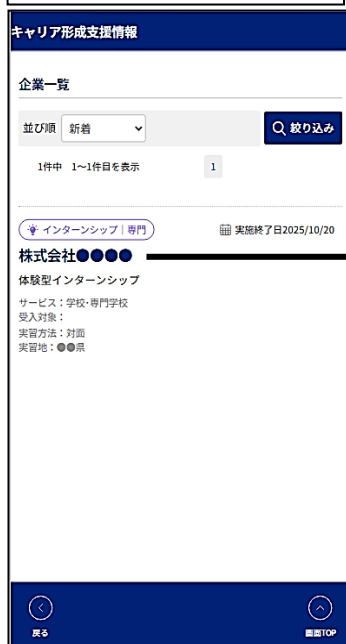 キャリア形成支援情報
企業一覧
並び順 新着 絞り込み
1件中 1～1件目を表示 1
インターンシップ｜専門 実施終了日2025/10/20
株式会社●●●●
体験型インターンシップ
サービス：学校・専門学校
受入対象：
実習方法：対面
実習地：●●県
戻る 画面TOP